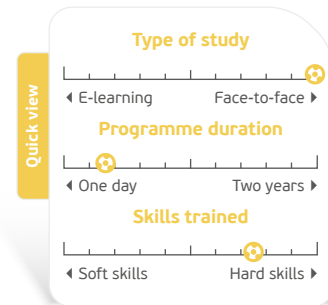 Quick view
Type of study
◀ E-learning Face-to-face ▶
Programme duration
◀ One day Two years ▶
Skills trained
◀ Soft skills Hard skills ▶